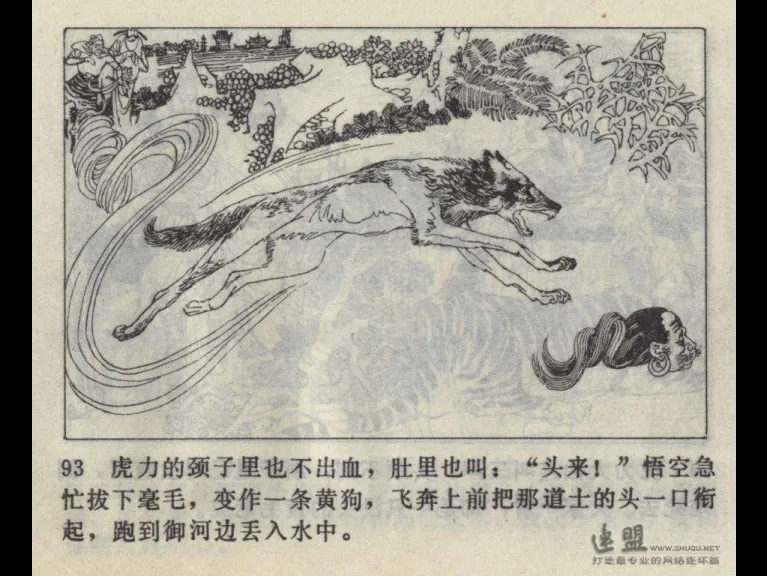 93 虎力的颈子里也不出血，肚里也叫：“头来！”悟空急
忙拔下毫毛，变作一条黄狗，飞奔上前把那道士的头一口衔
起，跑到御河边丢入水中。
连盟 WWW.SHUQU.NET
打造最专业的网络连环画